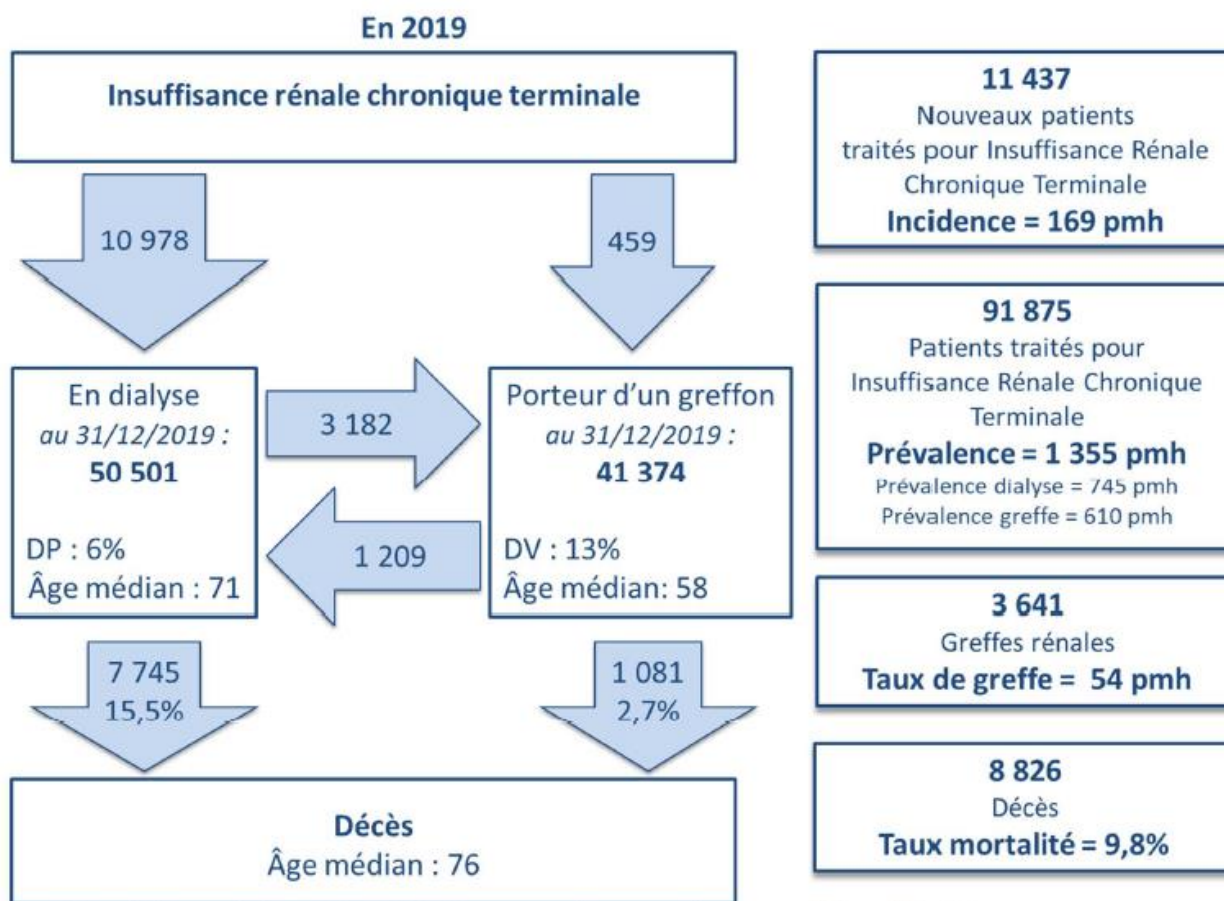 En 2019
Insuffisance rénale chronique terminale
10 978
459
En dialyse
au 31/12/2019 :
50 501
DP : 6%
Âge médian : 71
3 182
1 209
Porteur d'un greffon
au 31/12/2019 :
41 374
DV : 13%
Âge médian: 58
7 745
15,5%
1 081
2,7%
Décès
Âge médian : 76
11 437
Nouveaux patients
traités pour Insuffisance Rénale
Chronique Terminale
Incidence = 169 pmh
91 875
Patients traités pour
Insuffisance Rénale Chronique
Terminale
Prévalence = 1 355 pmh
Prévalence dialyse = 745 pmh
Prévalence greffe = 610 pmh
3 641
Greffes rénales
Taux de greffe = 54 pmh
8 826
Décès
Taux mortalité = 9,8%